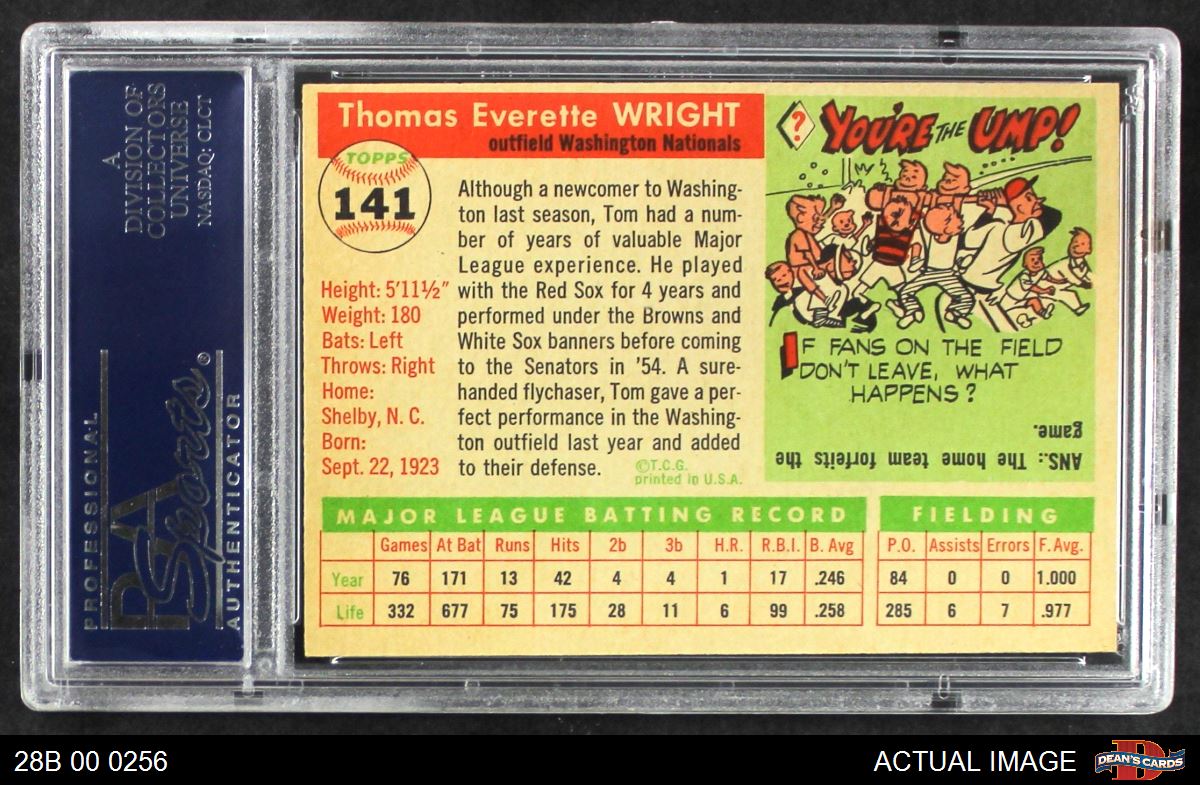 A
DIVISION OF
COLLECTORS
UNIVERSE
NASDAQ: CLCT
PROFESSIONAL
PSA
Sports®
AUTHENTICATOR
Thomas Everette WRIGHT
outfield Washington Nationals
TOPPS
141
Height: 5'11½"
Weight: 180
Bats: Left
Throws: Right
Home:
Shelby, N. C.
Born:
Sept. 22, 1923
Although a newcomer to Washing-
ton last season, Tom had a num-
ber of years of valuable Major
League experience. He played
with the Red Sox for 4 years and
performed under the Browns and
White Sox banners before coming
to the Senators in '54. A sure-
handed flychaser, Tom gave a per-
fect performance in the Washing-
ton outfield last year and added
to their defense.
©T.C.G.
printed in U.S.A.
? YOU'RE THE UMP!
IF FANS ON THE FIELD
DON'T LEAVE, WHAT
HAPPENS?
ANS.: The home team forfeits the
game.
MAJOR LEAGUE BATTING RECORD
Games At Bat Runs Hits 2b 3b H.R. R.B.I. B. Avg
Year 76 171 13 42 4 4 1 17 .246
Life 332 677 75 175 28 11 6 99 .258
FIELDING
P.O. Assists Errors F. Avg.
84 0 0 1.000
285 6 7 .977
28B 00 0256
ACTUAL IMAGE
D
DEAN'S CARDS